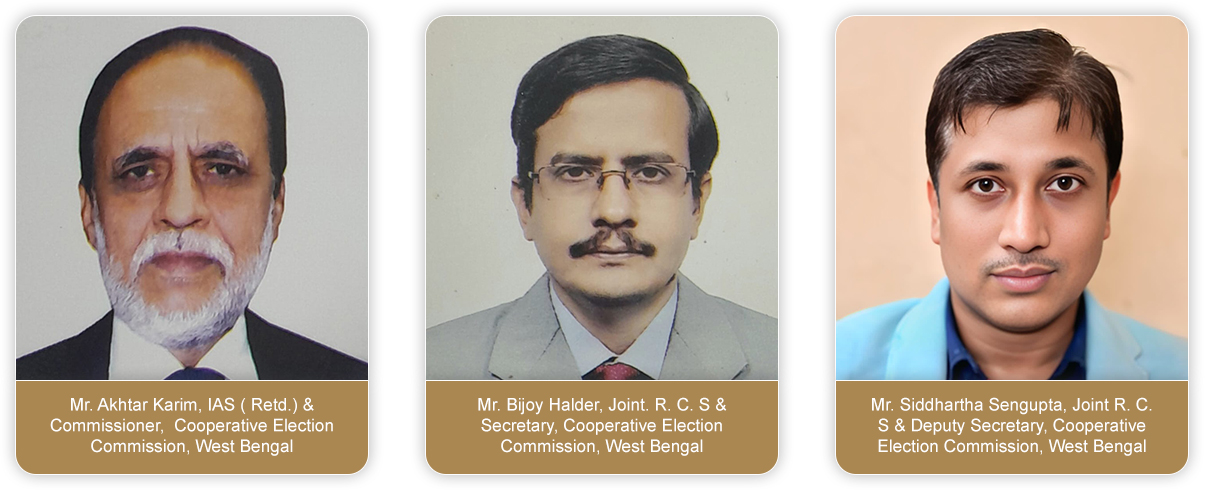 Mr. Akhtar Karim, IAS ( Retd.) &
Commissioner,  Cooperative Election
Commission, West Bengal
Mr. Bijoy Halder, Joint. R. C. S &
Secretary, Cooperative Election
Commission, West Bengal
Mr. Siddhartha Sengupta, Joint R. C.
S & Deputy Secretary, Cooperative
Election Commission, West Bengal